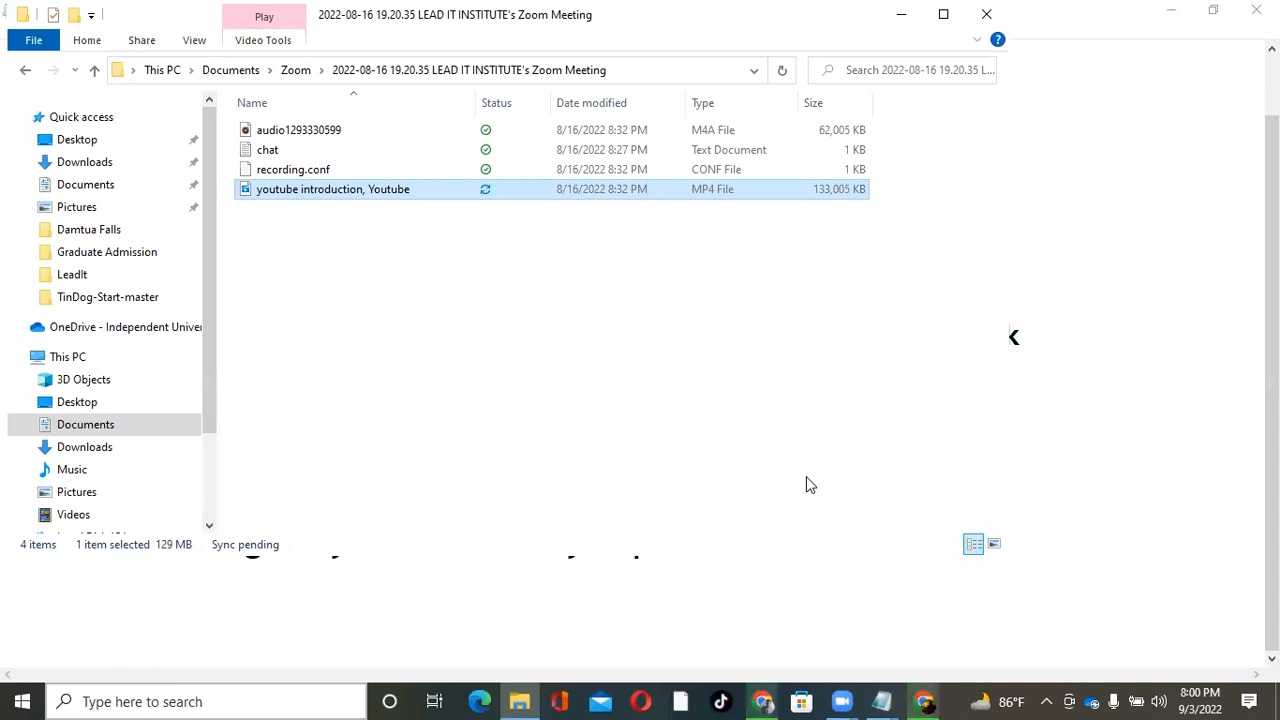 Play
2022-08-16 19.20.35 LEAD IT INSTITUTE's Zoom Meeting
File
Home
Share
View
Video Tools
This PC
Documents
Zoom
2022-08-16 19.20.35 LEAD IT INSTITUTE's Zoom Meeting
Search 2022-08-16 19.20.35 L...
Name
Status
Date modified
Type
Size
audio1293330599
8/16/2022 8:32 PM
M4A File
62,005 KB
chat
8/16/2022 8:27 PM
Text Document
1 KB
recording.conf
8/16/2022 8:32 PM
CONF File
1 KB
youtube introduction, Youtube
8/16/2022 8:32 PM
MP4 File
133,005 KB
Quick access
Desktop
Downloads
Documents
Pictures
Damtua Falls
Graduate Admission
LeadIt
TinDog-Start-master
OneDrive - Independent Univer
This PC
3D Objects
Desktop
Documents
Downloads
Music
Pictures
Videos
4 items
1 item selected
129 MB
Sync pending
Type here to search
86°F
8:00 PM
9/3/2022